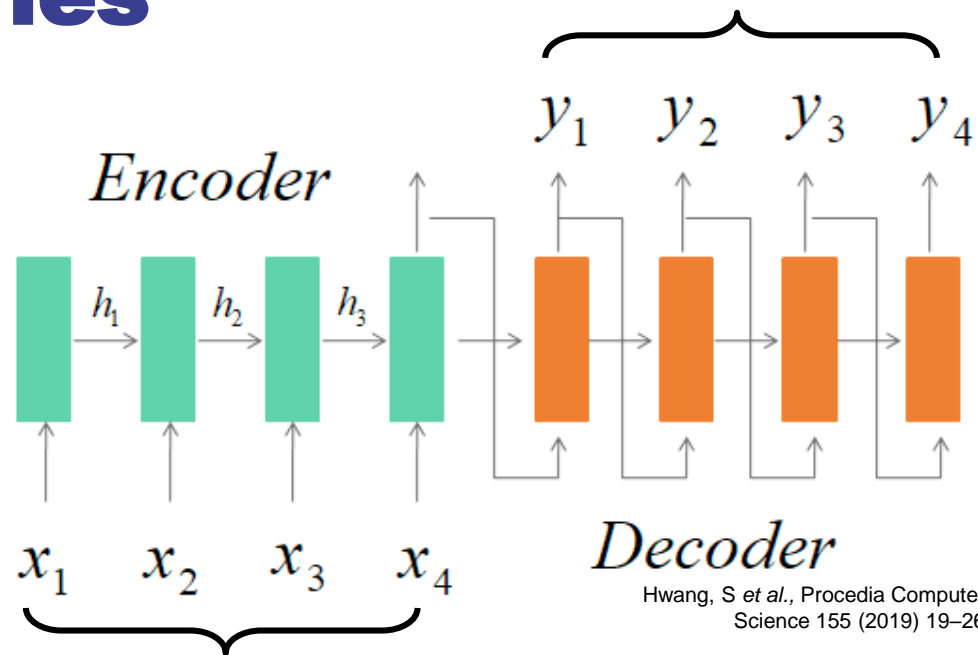 y₁ y₂ y₃ y₄
Encoder
h₁ h₂ h₃
x₁ x₂ x₃ x₄
Decoder
Hwang, S et al., Procedia Compute
Science 155 (2019) 19–26